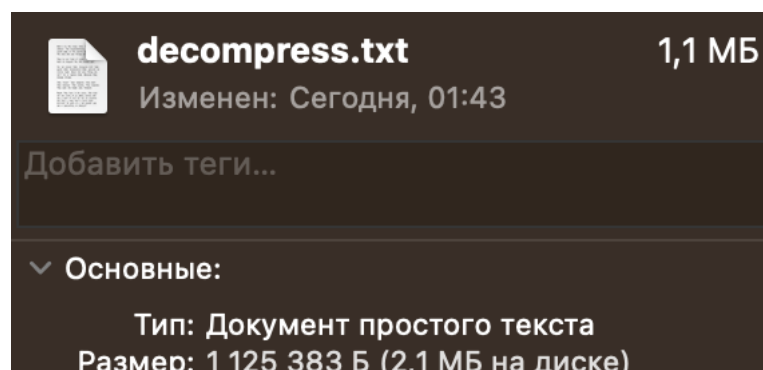 decompress.txt 1,1 МБ
Изменен: Сегодня, 01:43
Добавить теги...
Основные:
Тип: Документ простого текста
Размер: 1 125 383 Б (2,1 МБ на диске)